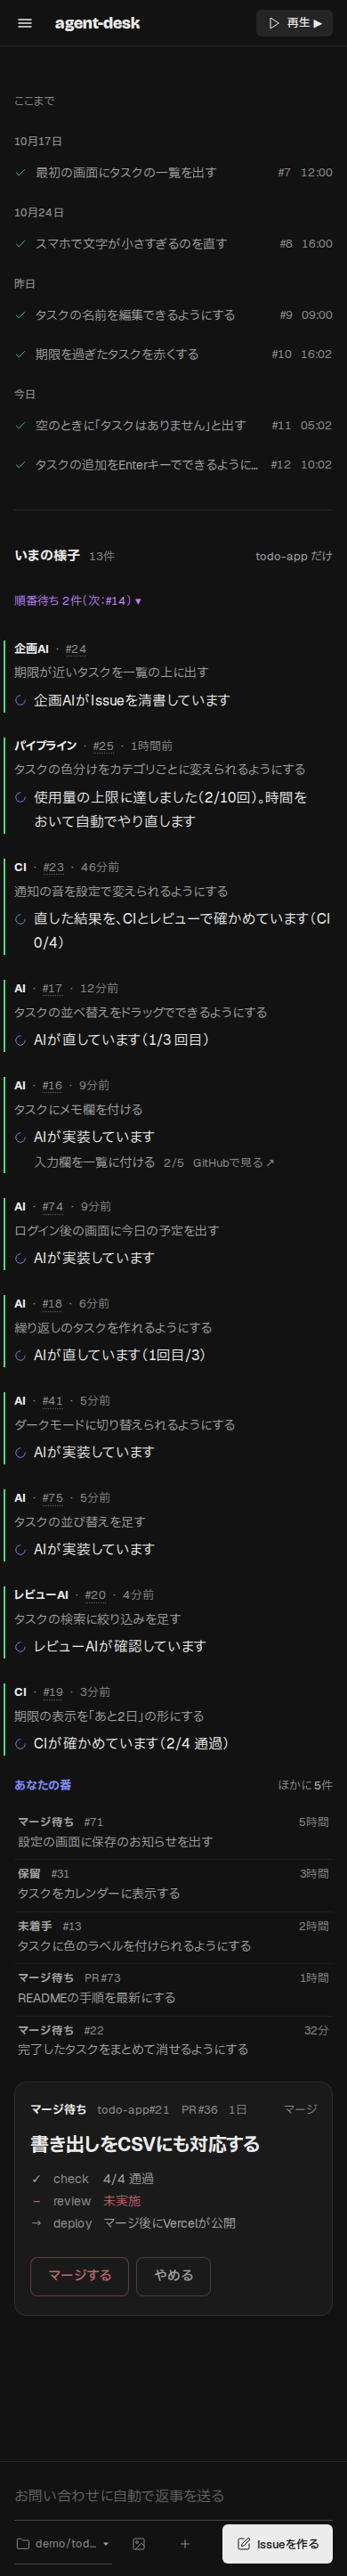 agent-desk
再生 ▶
ここまで
10月17日
最初の画面にタスクの一覧を出す #7 12:00
10月24日
スマホで文字が小さすぎるのを直す #8 16:00
昨日
タスクの名前を編集できるようにする #9 09:00
期限を過ぎたタスクを赤くする #10 16:02
今日
空のときに「タスクはありません」と出す #11 05:02
タスクの追加をEnterキーでできるように… #12 10:02
いまの様子 13件 todo-app だけ
順番待ち 2件（次：#14）▾
企画AI · #24
期限が近いタスクを一覧の上に出す
企画AIがIssueを清書しています
パイプライン · #25 · 1時間前
タスクの色分けをカテゴリごとに変えられるようにする
使用量の上限に達しました（2/10回）。時間を
おいて自動でやり直します
CI · #23 · 46分前
通知の音を設定で変えられるようにする
直した結果を、CIとレビューで確かめています（CI
0/4）
AI · #17 · 12分前
タスクの並べ替えをドラッグでできるようにする
AIが直しています（1/3 回目）
AI · #16 · 9分前
タスクにメモ欄を付ける
AIが実装しています
入力欄を一覧に付ける 2/5 GitHubで見る ↗
AI · #74 · 9分前
ログイン後の画面に今日の予定を出す
AIが実装しています
AI · #18 · 6分前
繰り返しのタスクを作れるようにする
AIが直しています（1回目/3）
AI · #41 · 5分前
ダークモードに切り替えられるようにする
AIが実装しています
AI · #75 · 5分前
タスクの並び替えを足す
AIが実装しています
レビューAI · #20 · 4分前
タスクの検索に絞り込みを足す
レビューAIが確認しています
CI · #19 · 3分前
期限の表示を「あと2日」の形にする
CIが確かめています（2/4 通過）
あなたの番 ほかに 5件
マージ待ち #71 5時間
設定の画面に保存のお知らせを出す
保留 #31 3時間
タスクをカレンダーに表示する
未着手 #13 2時間
タスクに色のラベルを付けられるようにする
マージ待ち PR#73 1時間
READMEの手順を最新にする
マージ待ち #22 32分
完了したタスクをまとめて消せるようにする
マージ待ち todo-app#21 PR#36 1日 マージ
書き出しをCSVにも対応する
✓ check 4/4 通過
− review 未実施
→ deploy マージ後にVercelが公開
マージする やめる
お問い合わせに自動で返事を送る
demo/tod… ▾ Issueを作る